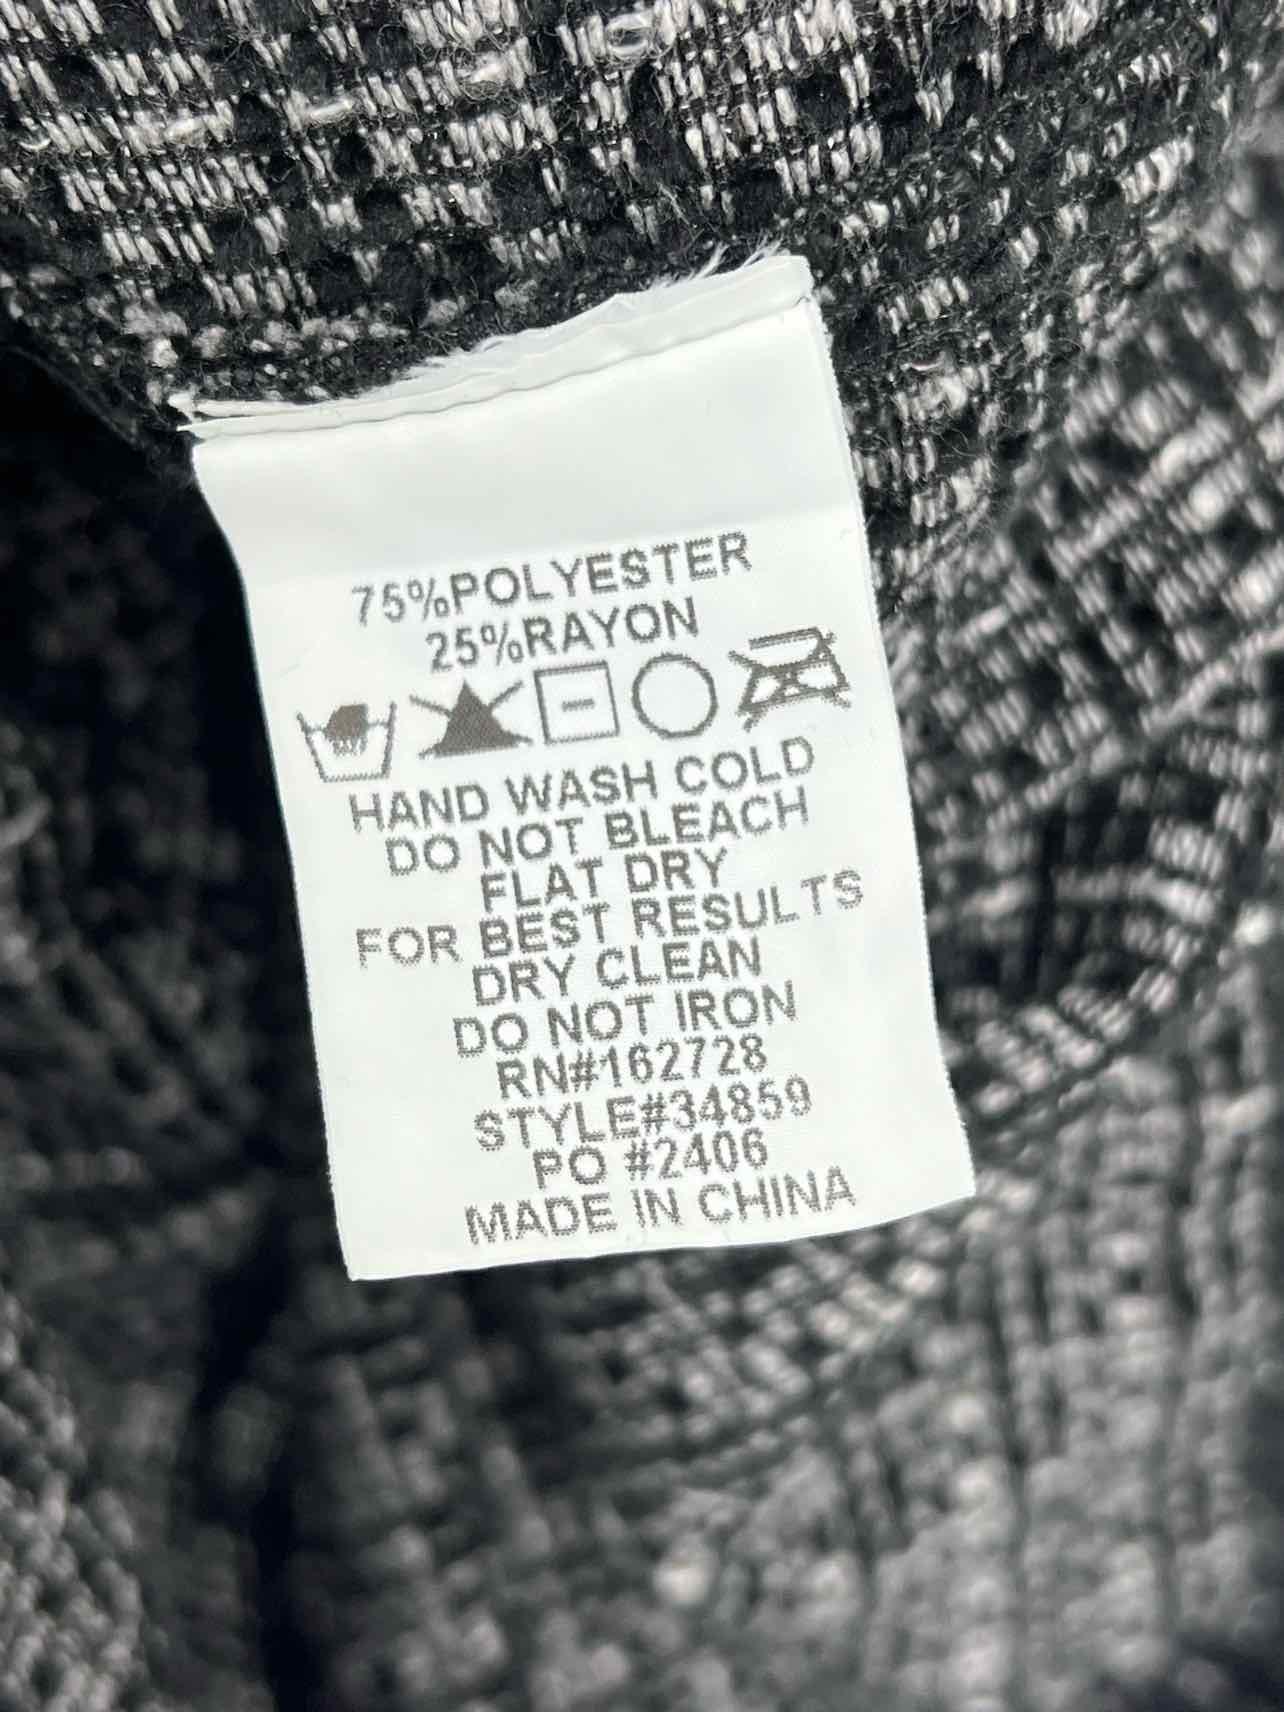 75%POLYESTER
25%RAYON
HAND WASH COLD
DO NOT BLEACH
FLAT DRY
FOR BEST RESULTS
DRY CLEAN
DO NOT IRON
RN#162728
STYLE#34859
PO #2406
MADE IN CHINA